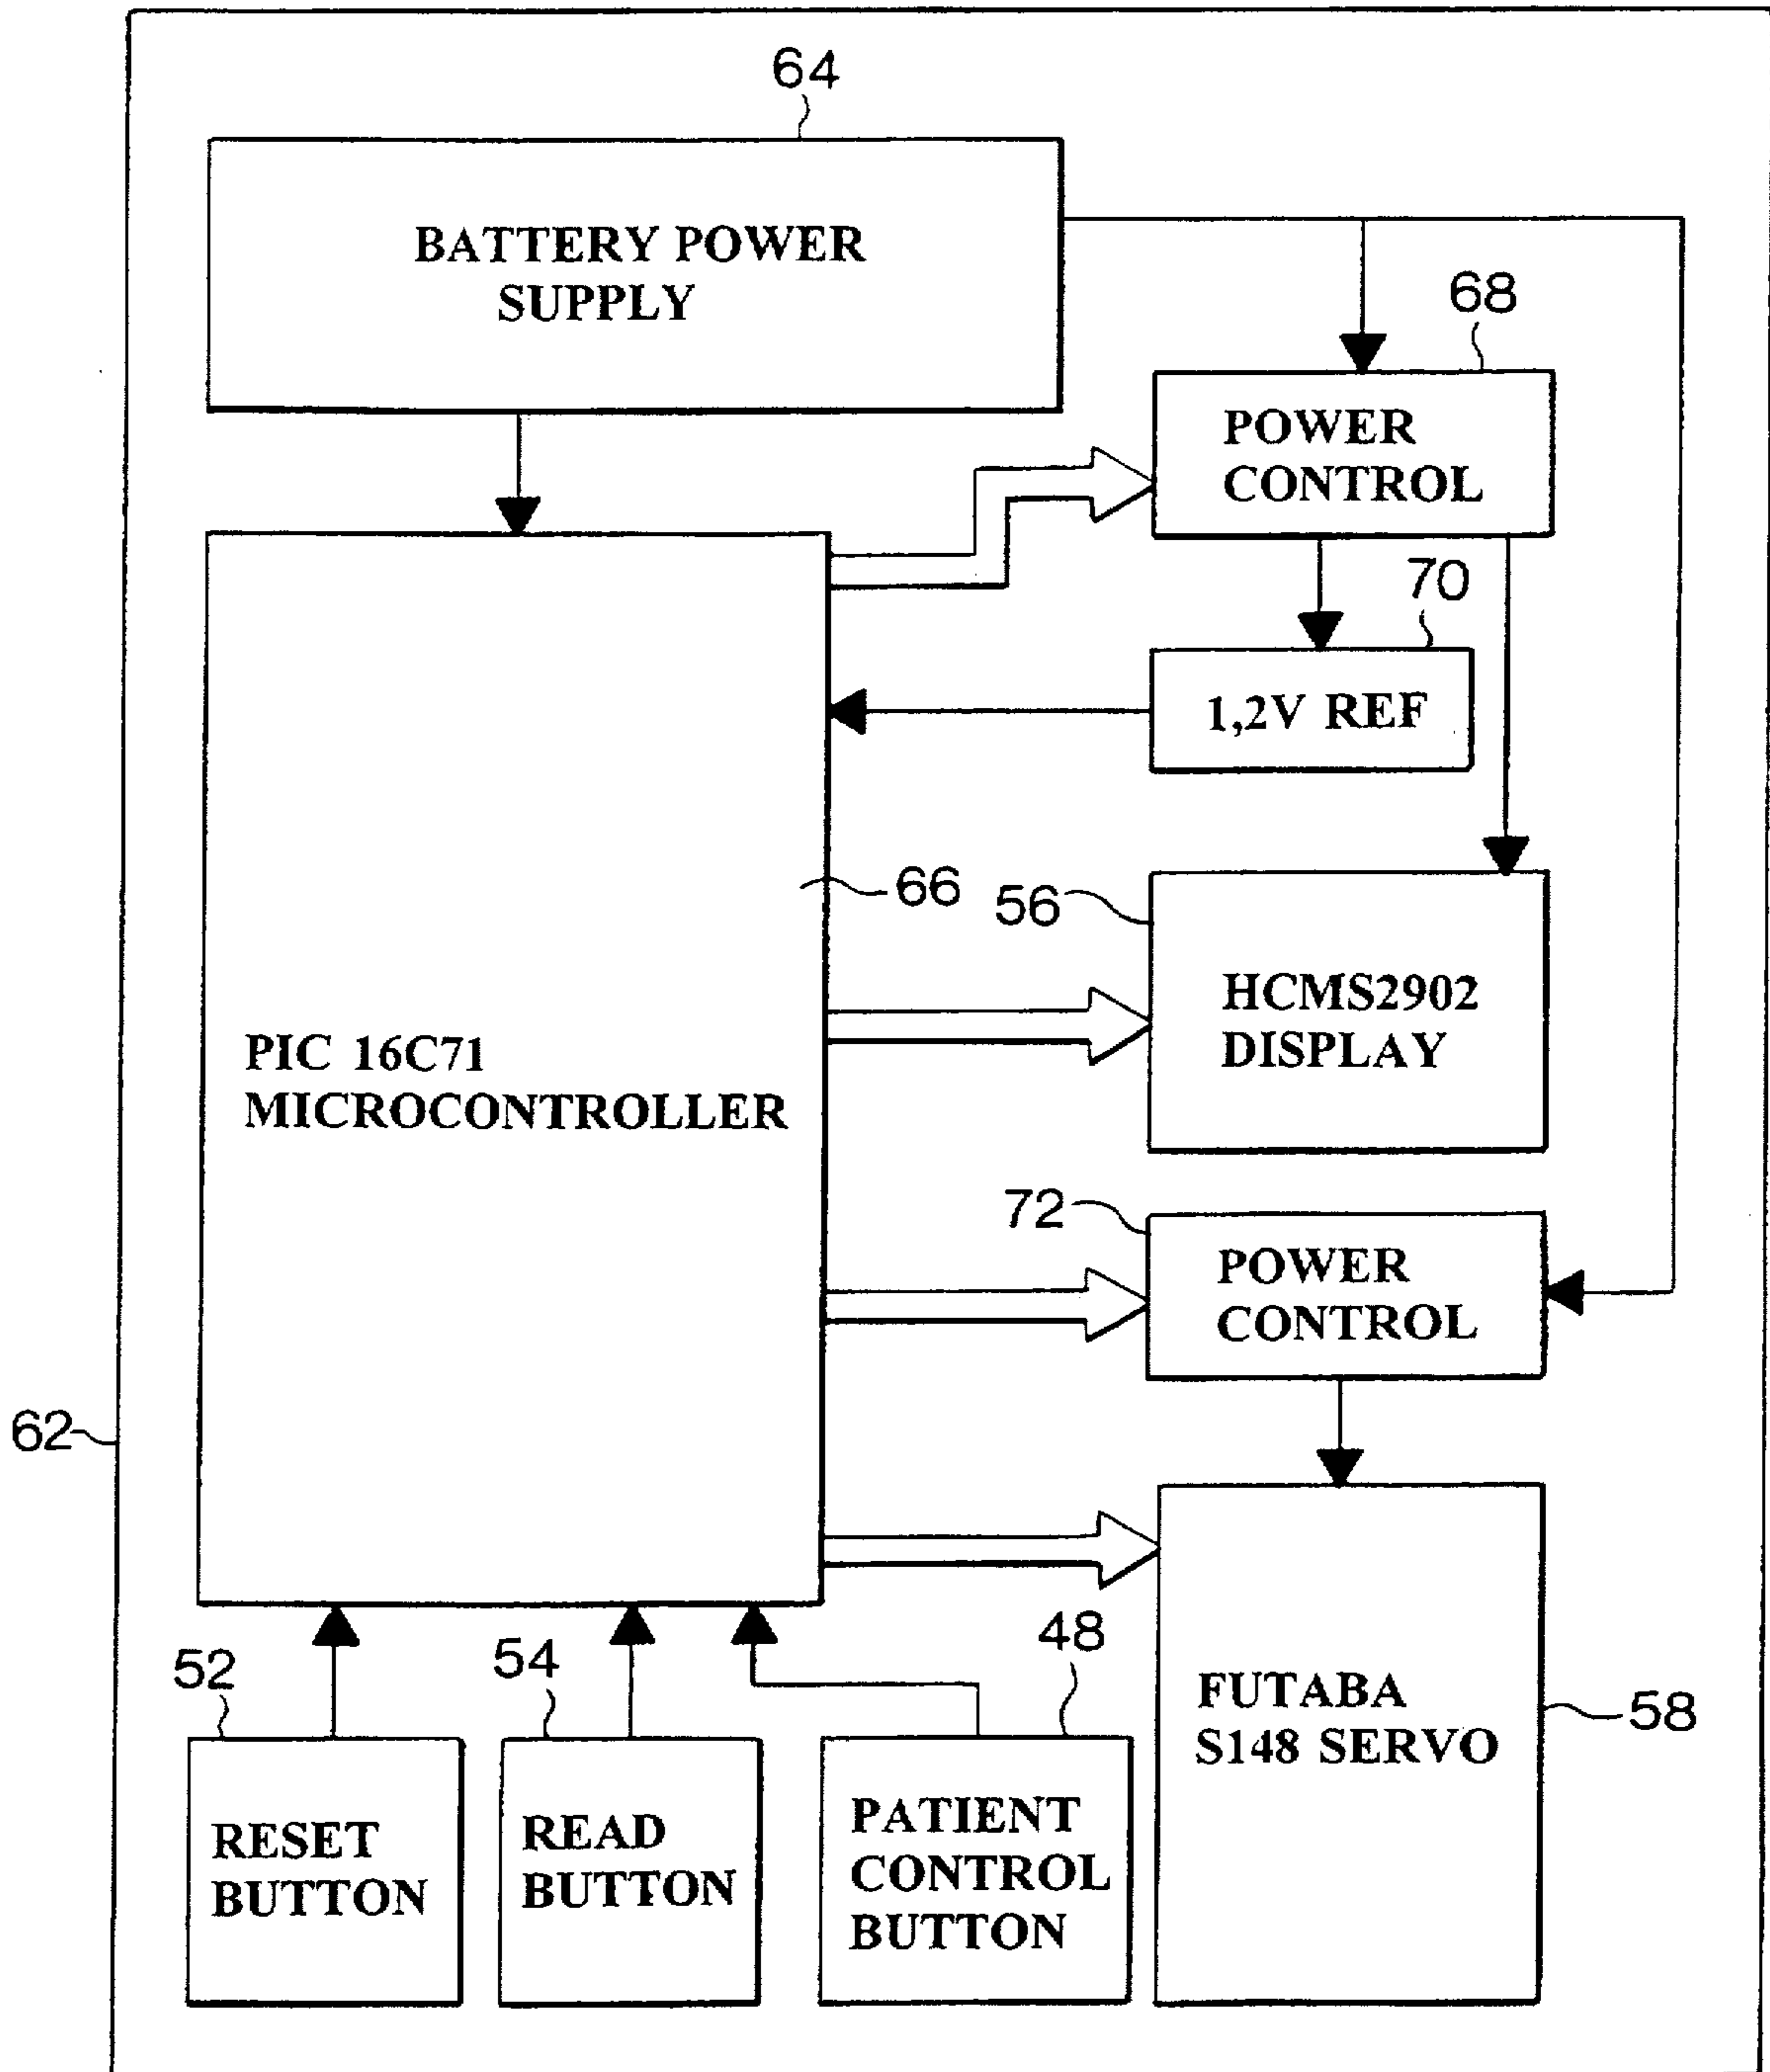 64
BATTERY POWER
SUPPLY
68
POWER
CONTROL
70
1,2V REF
66
56
HCMS2902
DISPLAY
PIC 16C71
MICROCONTROLLER
72
POWER
CONTROL
62
52
54
48
FUTABA
S148 SERVO
58
RESET
BUTTON
READ
BUTTON
PATIENT
CONTROL
BUTTON